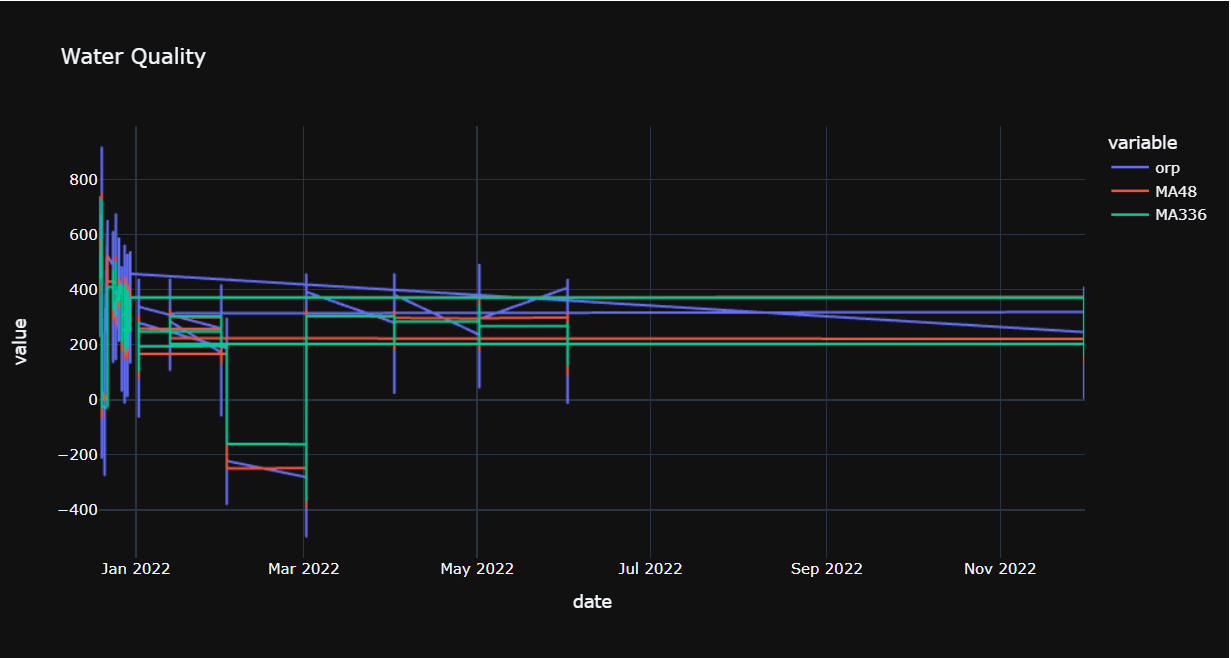 Water Quality
variable
orp
MA48
MA336
800
600
400
200
0
−200
−400
value
Jan 2022
Mar 2022
May 2022
Jul 2022
Sep 2022
Nov 2022
date